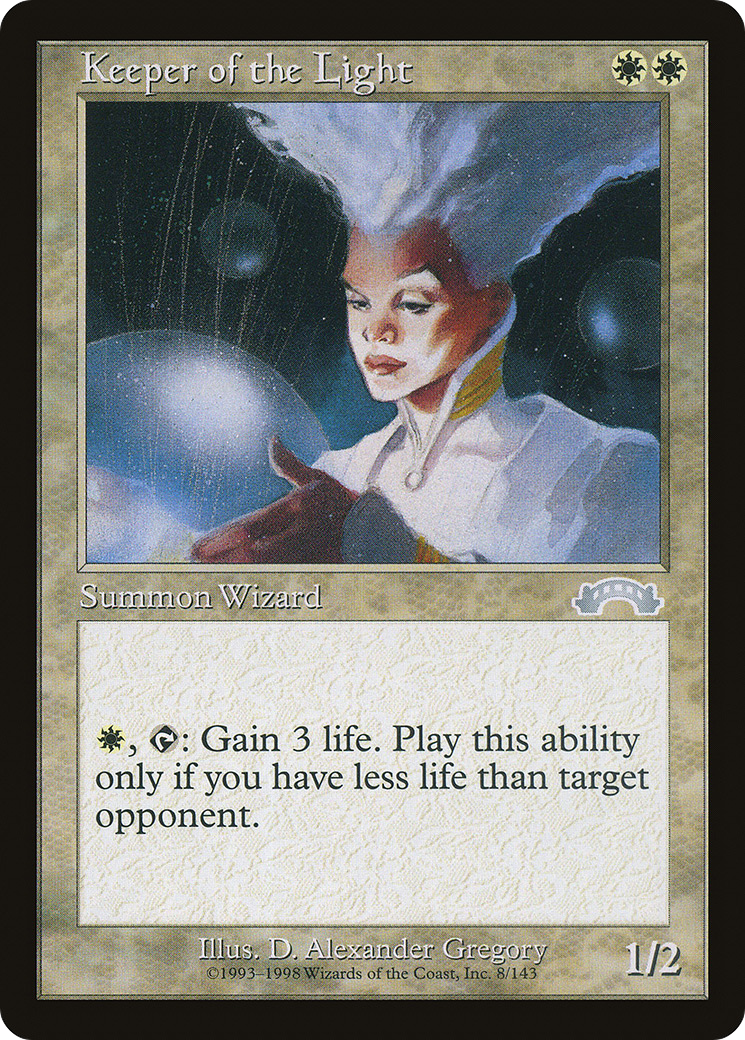 Keeper of the Light
Summon Wizard
, : Gain 3 life. Play this ability
only if you have less life than target
opponent.
Illus. D. Alexander Gregory
©1993–1998 Wizards of the Coast, Inc. 8/143
1/2